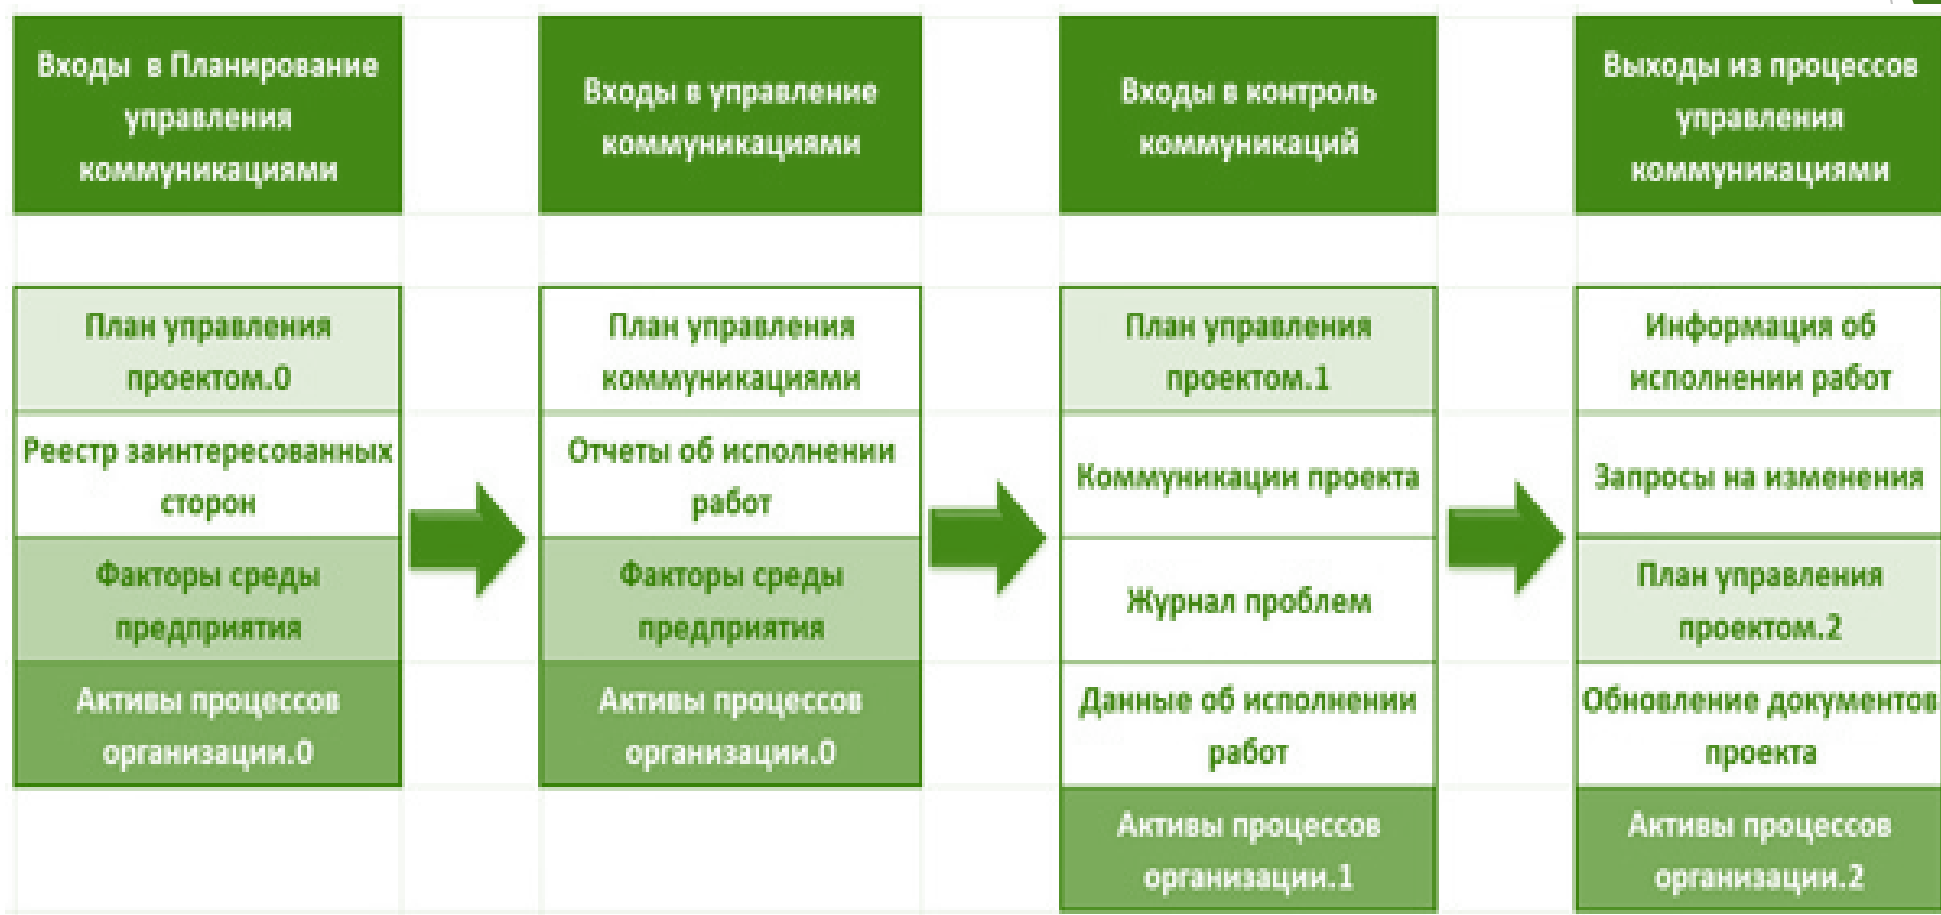 Входы в Планирование
управления
коммуникациями
Входы в управление
коммуникациями
Входы в контроль
коммуникаций
Выходы из процессов
управления
коммуникациями
План управления
проектом.0
Реестр заинтересованных
сторон
Факторы среды
предприятия
Активы процессов
организации.0
План управления
коммуникациями
Отчеты об исполнении
работ
Факторы среды
предприятия
Активы процессов
организации.0
План управления
проектом.1
Коммуникации проекта
Журнал проблем
Данные об исполнении
работ
Активы процессов
организации.1
Информация об
исполнении работ
Запросы на изменения
План управления
проектом.2
Обновление документов
проекта
Активы процессов
организации.2